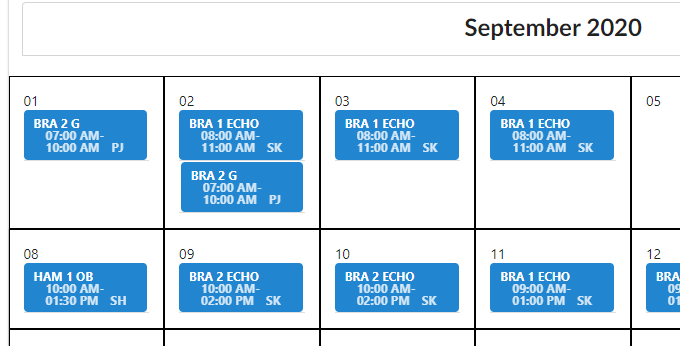 September 2020
01
BRA 2 G
07:00 AM-
10:00 AM PJ
02
BRA 1 ECHO
08:00 AM-
11:00 AM SK
BRA 2 G
07:00 AM-
10:00 AM PJ
03
BRA 1 ECHO
08:00 AM-
11:00 AM SK
04
BRA 1 ECHO
08:00 AM-
11:00 AM SK
05
08
HAM 1 OB
10:00 AM-
01:30 PM SH
09
BRA 2 ECHO
10:00 AM-
02:00 PM SK
10
BRA 2 ECHO
10:00 AM-
02:00 PM SK
11
BRA 1 ECHO
09:00 AM-
01:00 PM SK
12
BRA
09
01